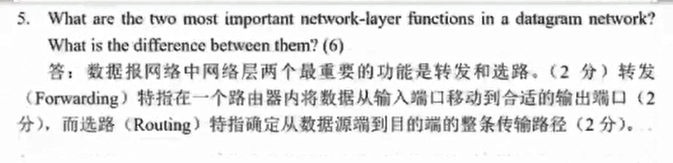 5. What are the two most important network-layer functions in a datagram network?
What is the difference between them? (6)
答：数据报网络中网络层两个最重要的功能是转发和选路。（2 分）转发
（Forwarding）特指在一个路由器内将数据从输入端口移动到合适的输出端口（2
分），而选路（Routing）特指确定从数据源端到目的端的整条传输路径（2 分）。